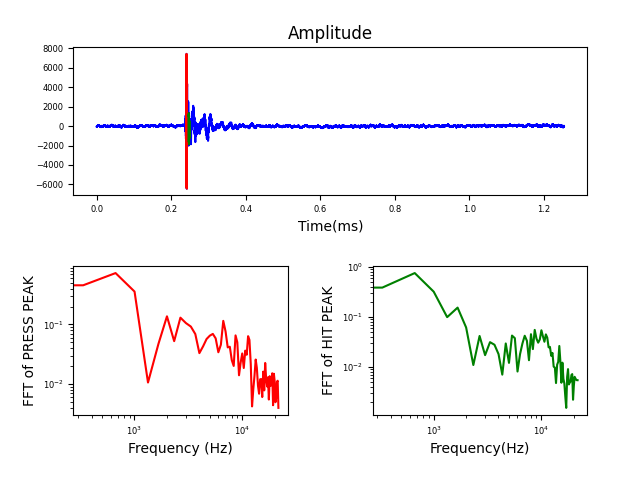 Amplitude
8000
6000
4000
2000
0
−2000
−4000
−6000
0.0 0.2 0.4 0.6 0.8 1.0 1.2
Time(ms)
FFT of PRESS PEAK
10⁻¹
10⁻²
10³ 10⁴
Frequency (Hz)
FFT of HIT PEAK
10⁰
10⁻¹
10⁻²
10³ 10⁴
Frequency(Hz)